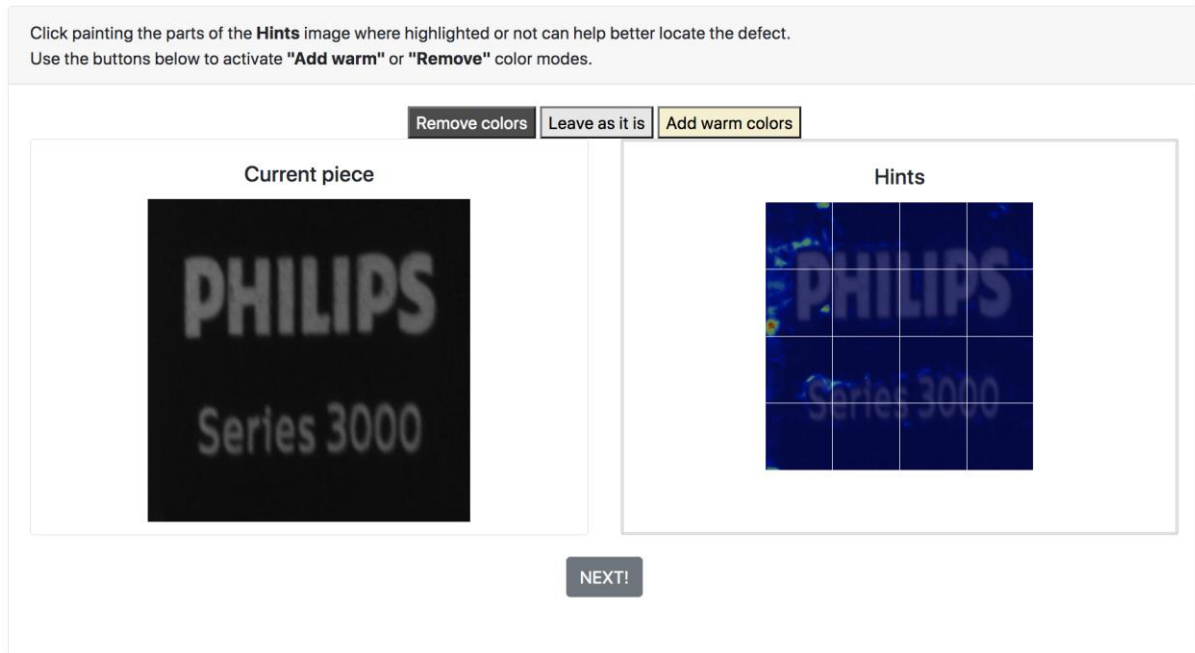 Click painting the parts of the Hints image where highlighted or not can help better locate the defect.
Use the buttons below to activate "Add warm" or "Remove" color modes.
Remove colors
Leave as it is
Add warm colors
Current piece
PHILIPS
Series 3000
Hints
PHILIPS
Series 3000
NEXT!